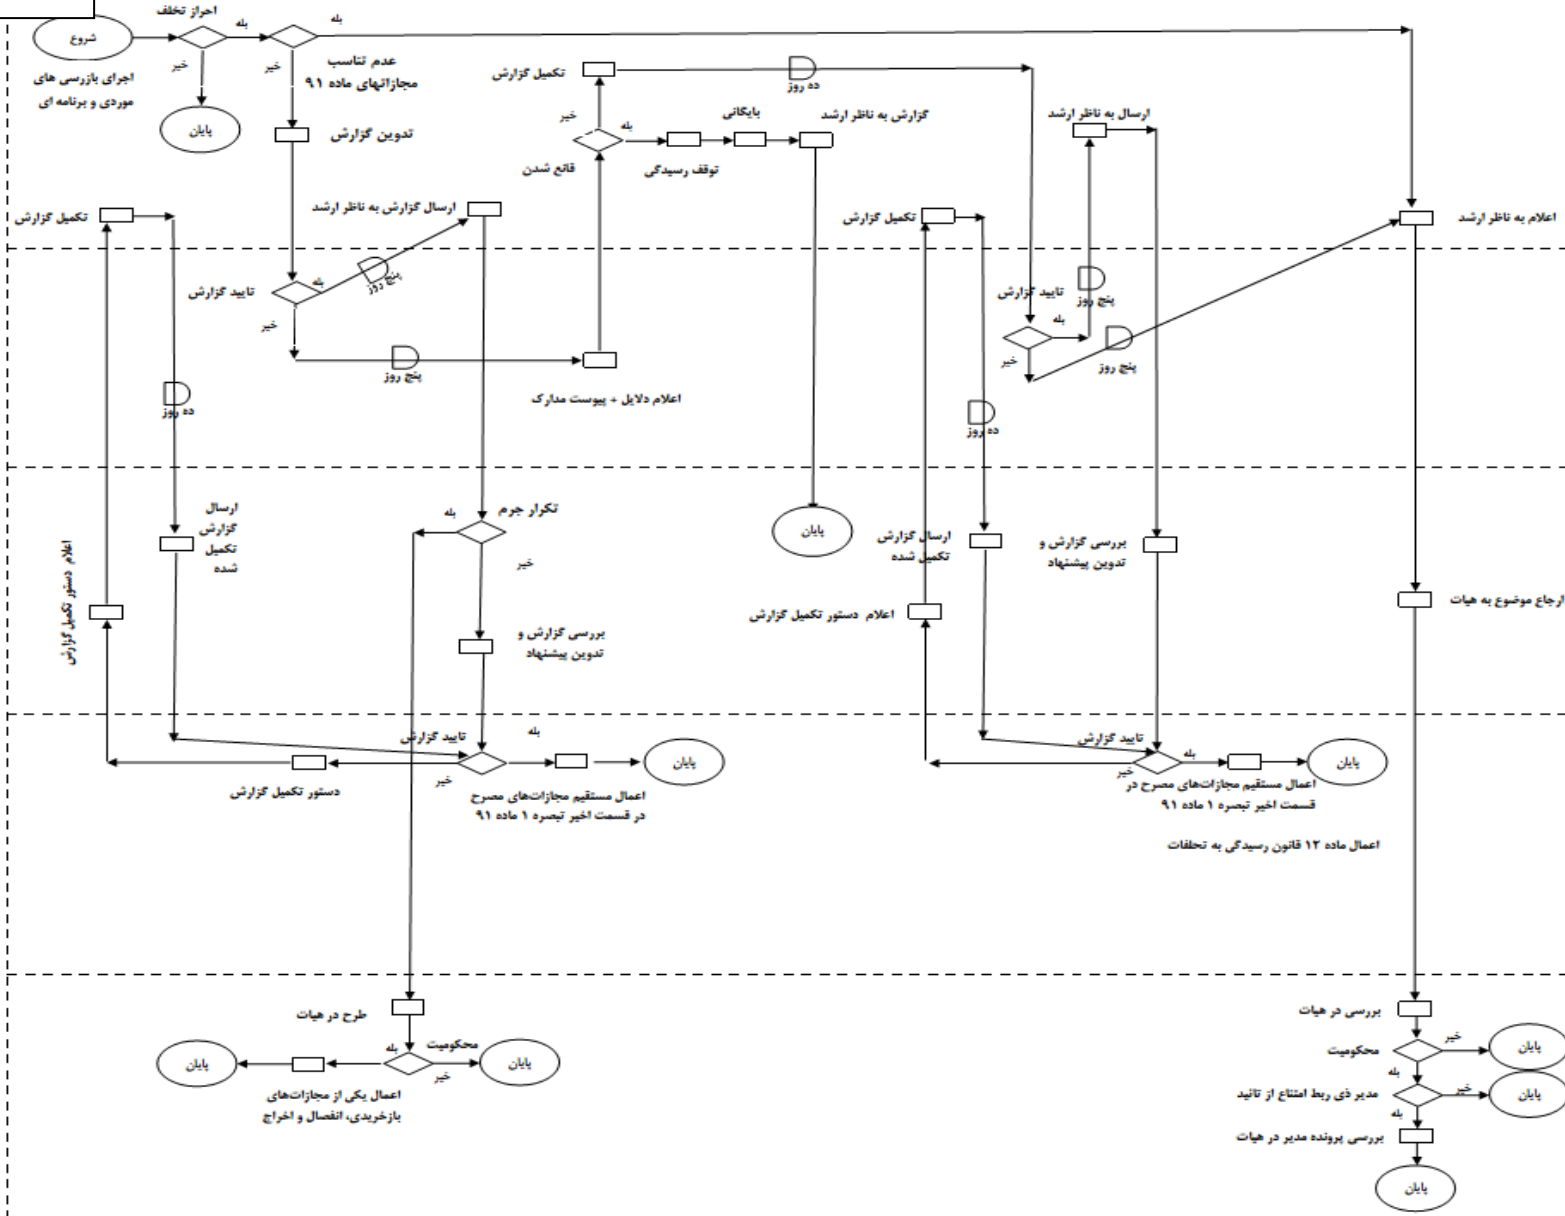 احراز تخلف
شروع
بله
بله
خیر
خیر
اجرای بازرسی های
موردی و برنامه ای
پایان
عدم تناسب
مجازاتهای ماده ۹۱
تدوین گزارش
تکمیل گزارش
ده روز
خیر
بله
قانع شدن
توقف رسیدگی
بایگانی
گزارش به ناظر ارشد
ارسال به ناظر ارشد
تکمیل گزارش
ارسال گزارش به ناظر ارشد
تکمیل گزارش
اعلام به ناظر ارشد
تایید گزارش
بله
خیر
پنج روز
پنج روز
اعلام دلایل + پیوست مدارک
تایید گزارش
بله
خیر
پنج روز
پنج روز
ده روز
ده روز
ارسال
گزارش
تکمیل
شده
اعلام دستور تکمیل گزارش
تکرار جرم
بله
خیر
بررسی گزارش و
تدوین پیشنهاد
پایان
ارسال گزارش
تکمیل شده
اعلام دستور تکمیل گزارش
بررسی گزارش و
تدوین پیشنهاد
ارجاع موضوع به هیات
تایید گزارش
بله
خیر
دستور تکمیل گزارش
پایان
اعمال مستقیم مجازات‌های مصرح
در قسمت اخیر تبصره ۱ ماده ۹۱
تایید گزارش
بله
خیر
پایان
اعمال مستقیم مجازات‌های مصرح در
قسمت اخیر تبصره ۱ ماده ۹۱
اعمال ماده ۱۲ قانون رسیدگی به تخلفات
طرح در هیات
محکومیت
بله
خیر
پایان
پایان
اعمال یکی از مجازات‌های
بازخریدی، انفصال و اخراج
بررسی در هیات
محکومیت
خیر
پایان
بله
مدیر ذی ربط امتناع از تائید
خیر
پایان
بله
بررسی پرونده مدیر در هیات
پایان